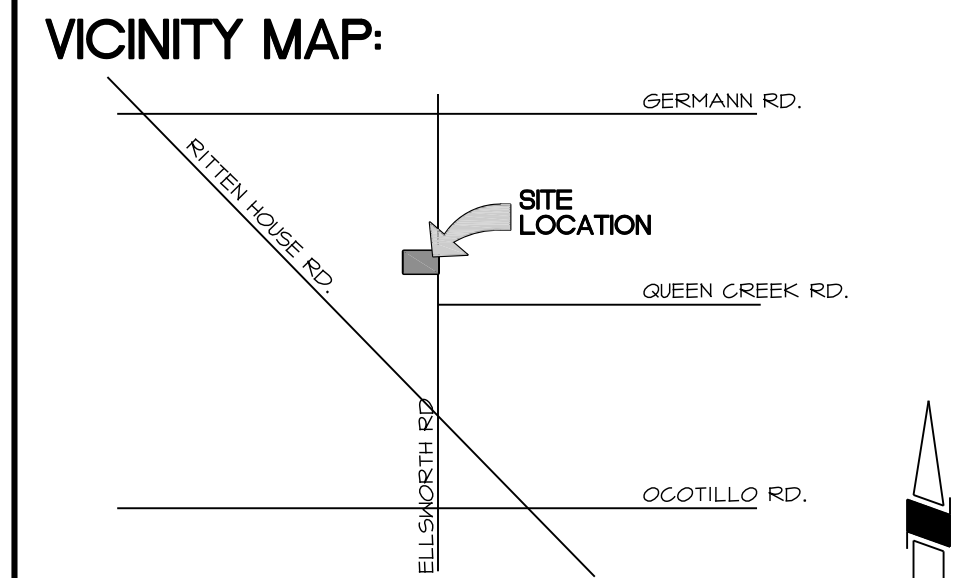 VICINITY MAP:
GERMANN RD.
RITTEN HOUSE RD.
SITE
LOCATION
QUEEN CREEK RD.
ELLSWORTH RD
OCOTILLO RD.